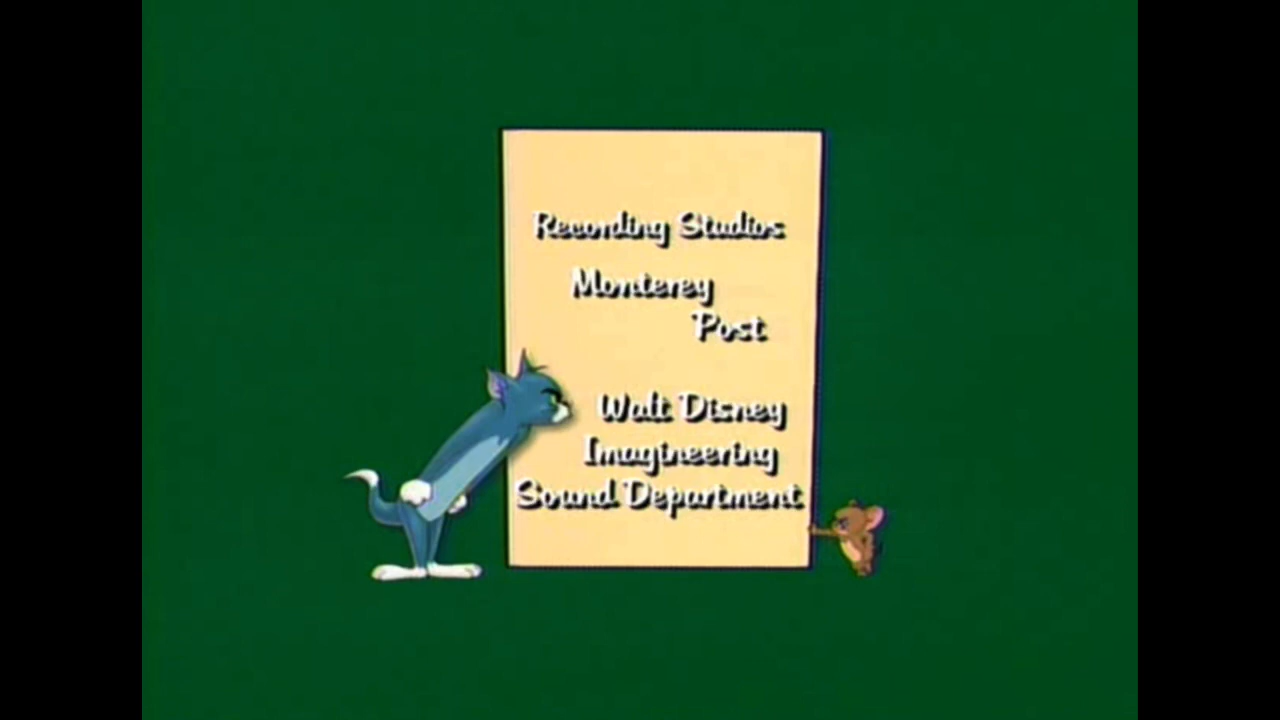 Recording Studios
Monterey
Post
Walt Disney
Imagineering
Sound Department